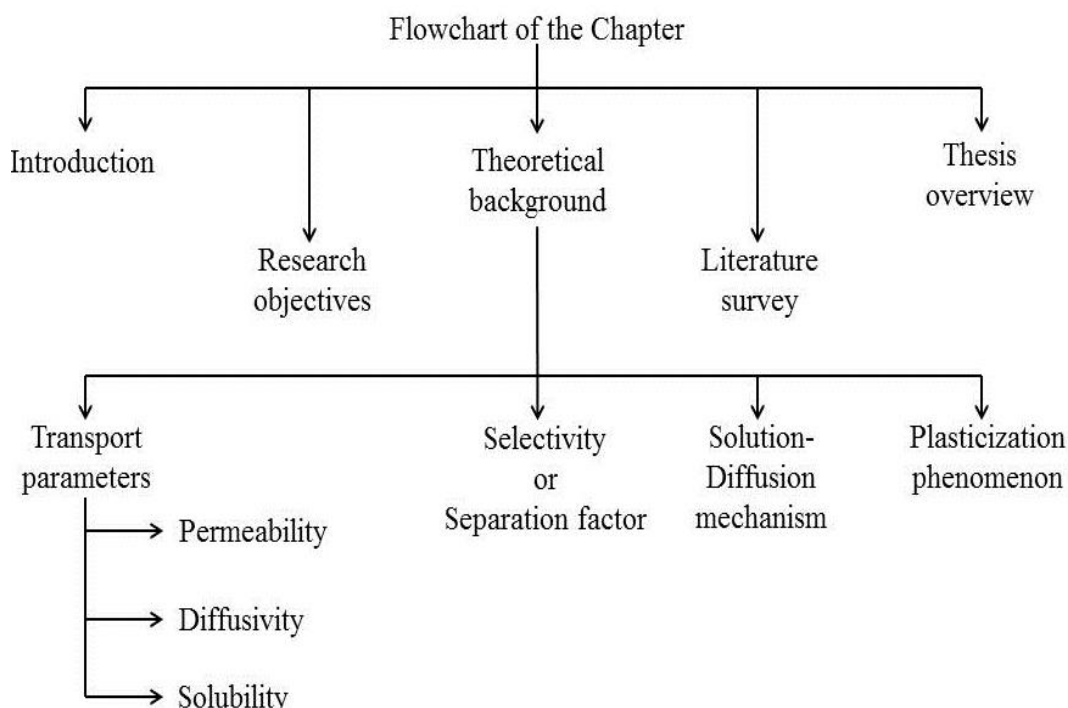 Flowchart of the Chapter
Introduction
Research
objectives
Theoretical
background
Literature
survey
Thesis
overview
Transport
parameters
Permeability
Diffusivity
Solubility
Selectivity
or
Separation factor
Solution-
Diffusion
mechanism
Plasticization
phenomenon